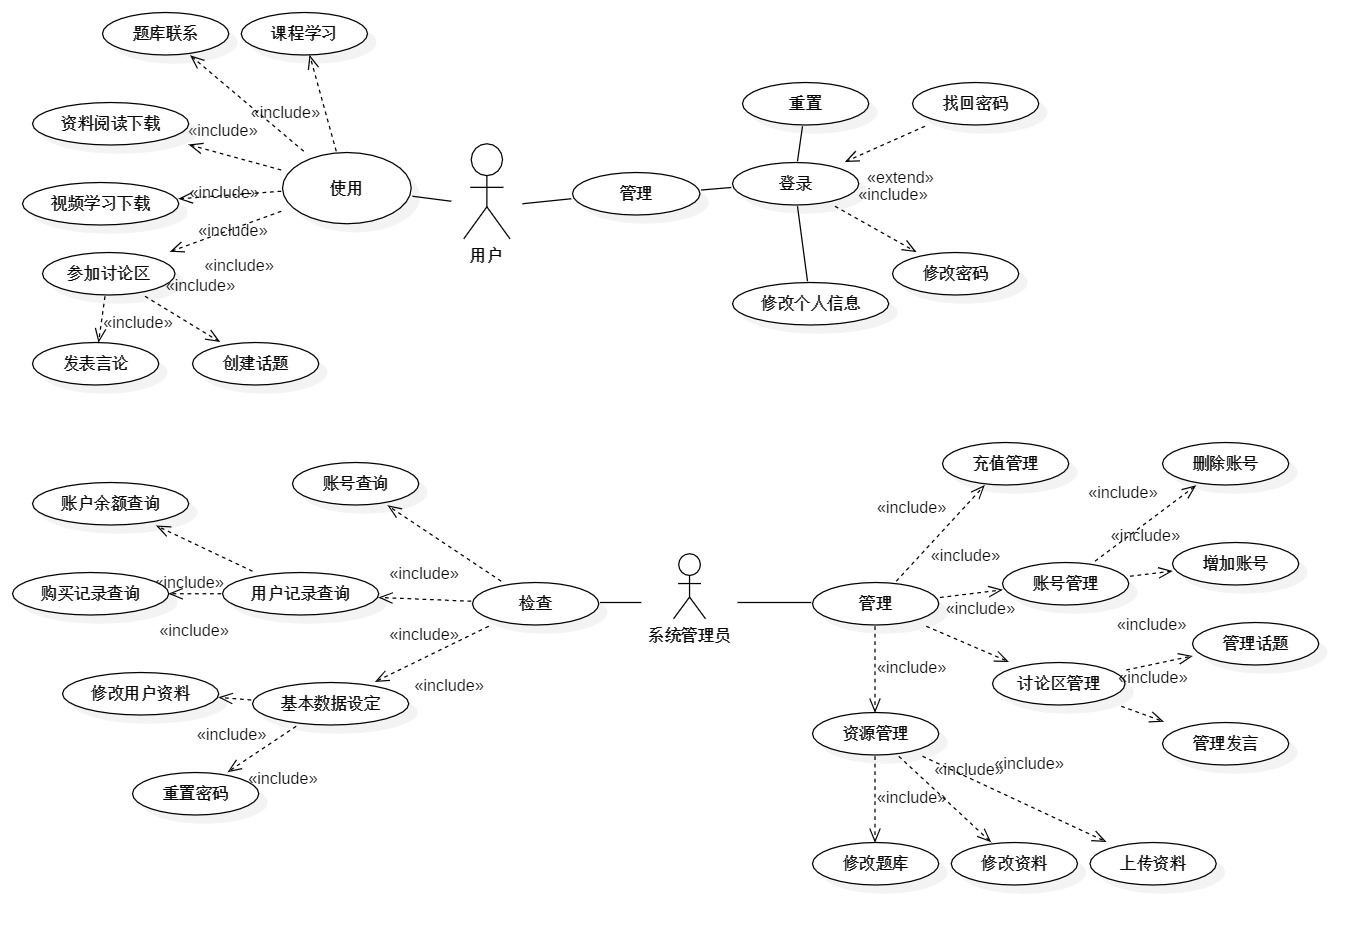 题库联系
课程学习
«include»
«include»
资料阅读下载
使用
«include»
视频学习下载
«include»
«include»
参加讨论区
«include»
«include»
发表言论
创建话题
用户
管理
重置
找回密码
登录
«extend»
«include»
修改密码
修改个人信息
账号查询
账户余额查询
«include»
«include»
购买记录查询
用户记录查询
检查
«include»
«include»
«include»
修改用户资料
基本数据设定
«include»
«include»
重置密码
系统管理员
充值管理
删除账号
«include»
«include»
«include»
«include»
增加账号
账号管理
管理
«include»
«include»
管理话题
«include»
«include»
讨论区管理
资源管理
管理发言
«include»
«include»
«include»
修改题库
修改资料
上传资料